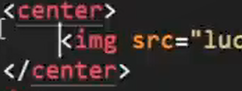 <center>
<img src="luc
</center>